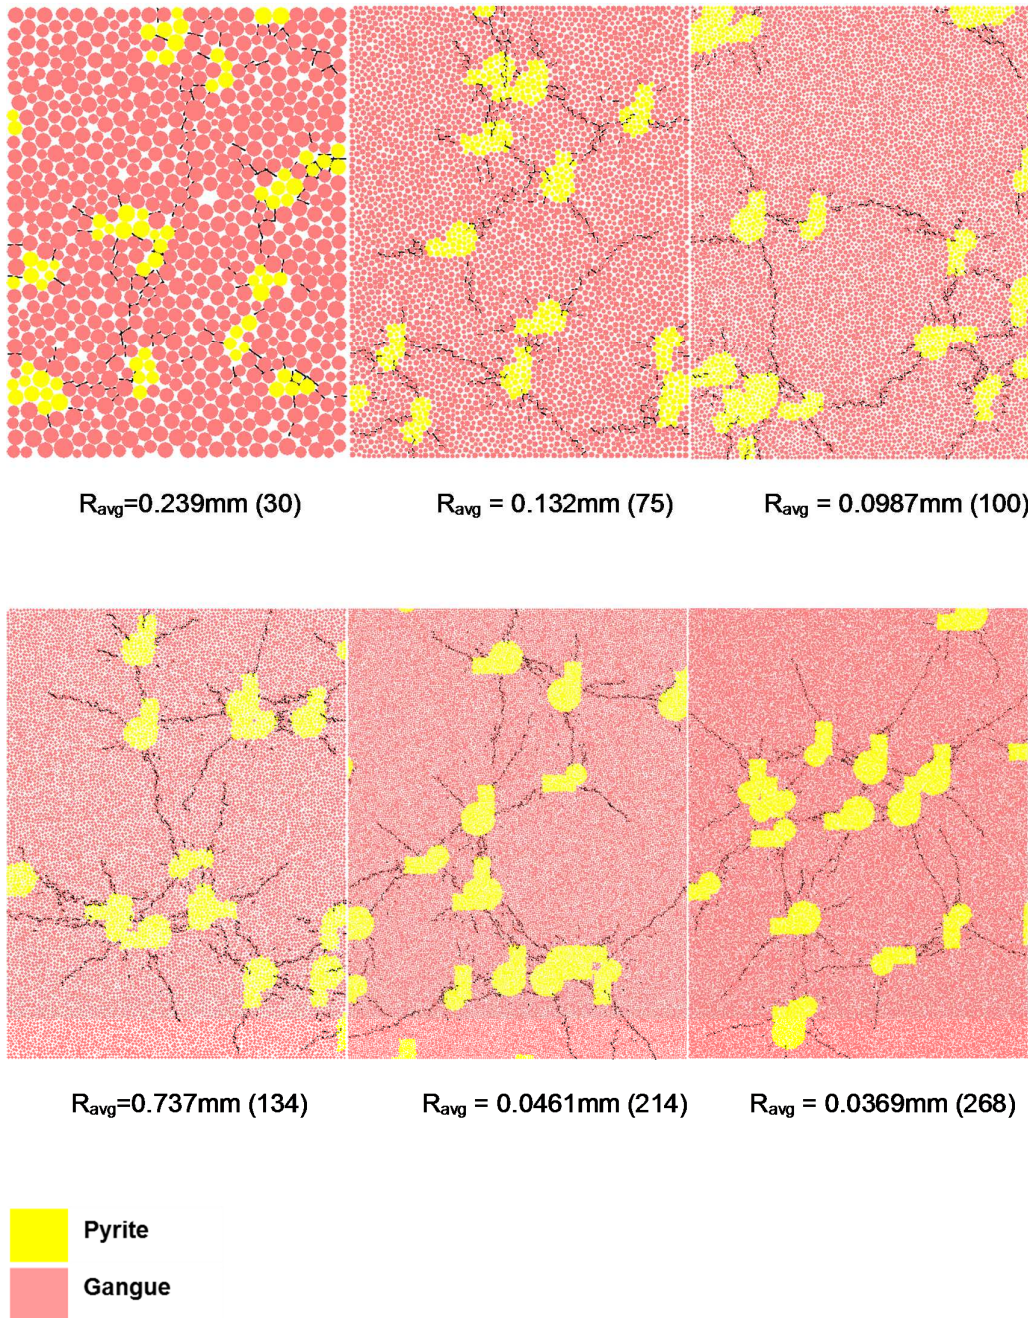 Ravg=0.239mm (30)
Ravg = 0.132mm (75)
Ravg = 0.0987mm (100)
Ravg=0.737mm (134)
Ravg = 0.0461mm (214)
Ravg = 0.0369mm (268)
Pyrite
Gangue